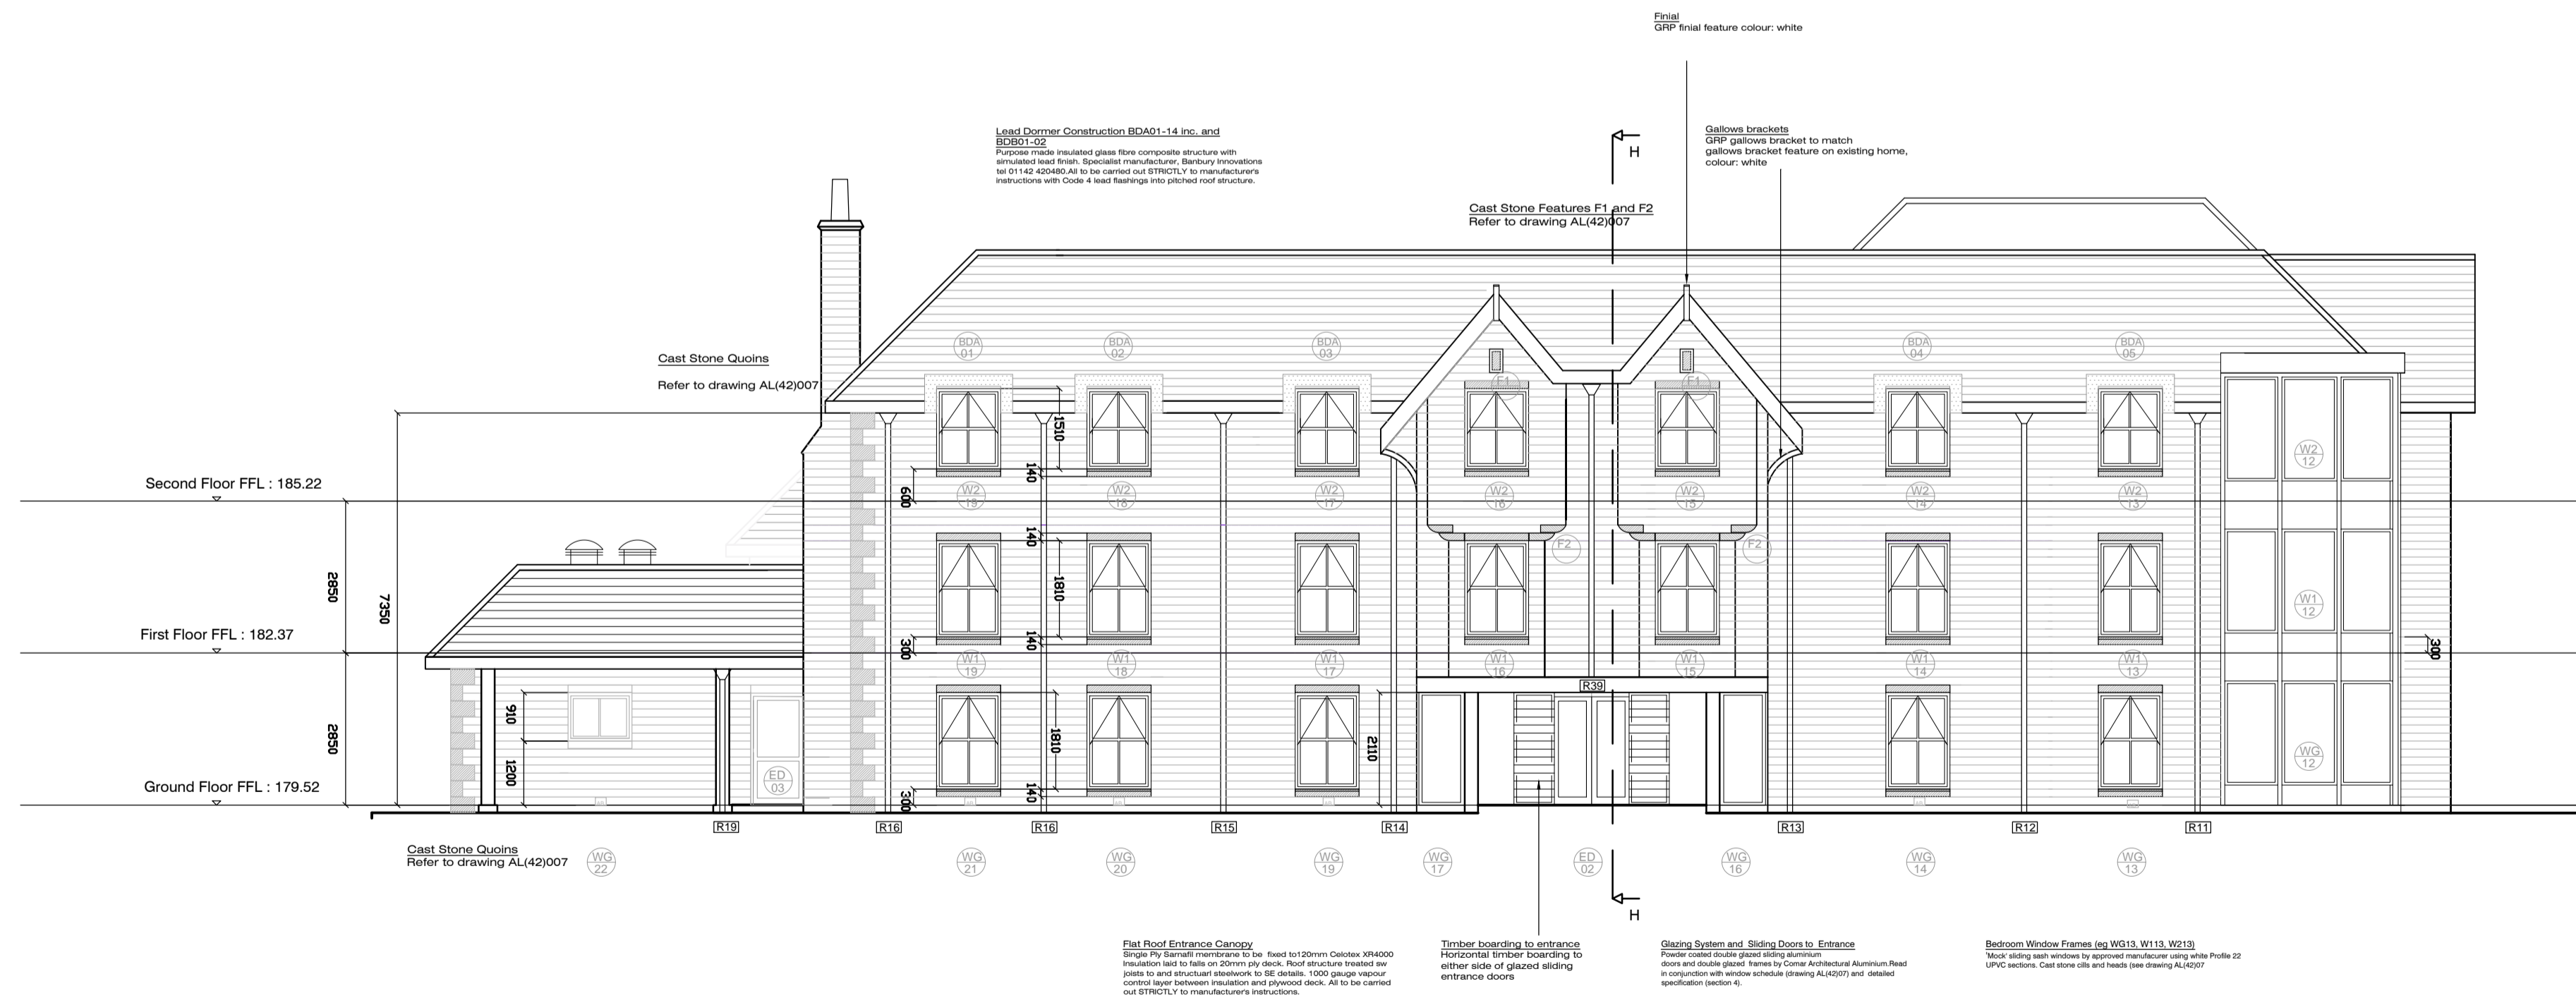 Finial
GRP finial feature colour: white
Lead Dormer Construction BDA01-14 inc. and
BDB01-02
Purpose made insulated glass fibre composite structure with
simulated lead finish. Specialist manufacturer, Banbury Innovations
tel 01142 420480.All to be carried out STRICTLY to manufacturer's
instructions with Code 4 lead flashings into pitched roof structure.
H
Gallows brackets
GRP gallows bracket to match
gallows bracket feature on existing home,
colour: white
Cast Stone Features F1 and F2
Refer to drawing AL(42)007
Cast Stone Quoins
Refer to drawing AL(42)007
BDA
01
BDA
02
BDA
03
BDA
04
BDA
05
F1
F1
1510
140
600
W2
12
Second Floor FFL : 185.22
W2
19
W2
18
W2
17
W2
16
W2
15
W2
14
W2
13
140
F2
F2
2850
7350
1810
W1
12
First Floor FFL : 182.37
300
140
300
W1
19
W1
18
W1
17
W1
16
W1
15
W1
14
W1
13
R39
910
2850
1810
2110
WG
12
1200
ED
03
Ground Floor FFL : 179.52
300
140
R19
R16
R16
R15
R14
R13
R12
R11
Cast Stone Quoins
Refer to drawing AL(42)007
WG
22
WG
21
WG
20
WG
19
WG
17
ED
02
WG
16
WG
14
WG
13
H
Flat Roof Entrance Canopy
Single Ply Sarnafil membrane to be fixed to120mm Celotex XR4000
Insulation laid to falls on 20mm ply deck. Roof structure treated sw
joists to and structuarl steelwork to SE details. 1000 gauge vapour
control layer between insulation and plywood deck. All to be carried
out STRICTLY to manufacturer's instructions.
Timber boarding to entrance
Horizontal timber boarding to
either side of glazed sliding
entrance doors
Glazing System and Sliding Doors to Entrance
Powder coated double glazed sliding aluminium
doors and double glazed frames by Comar Architectural Aluminium.Read
in conjunction with window schedule (drawing AL(42)07) and detailed
specification (section 4).
Bedroom Window Frames (eg WG13, W113, W213)
'Mock' sliding sash windows by approved manufacurer using white Profile 22
UPVC sections. Cast stone cills and heads (see drawing AL(42)07